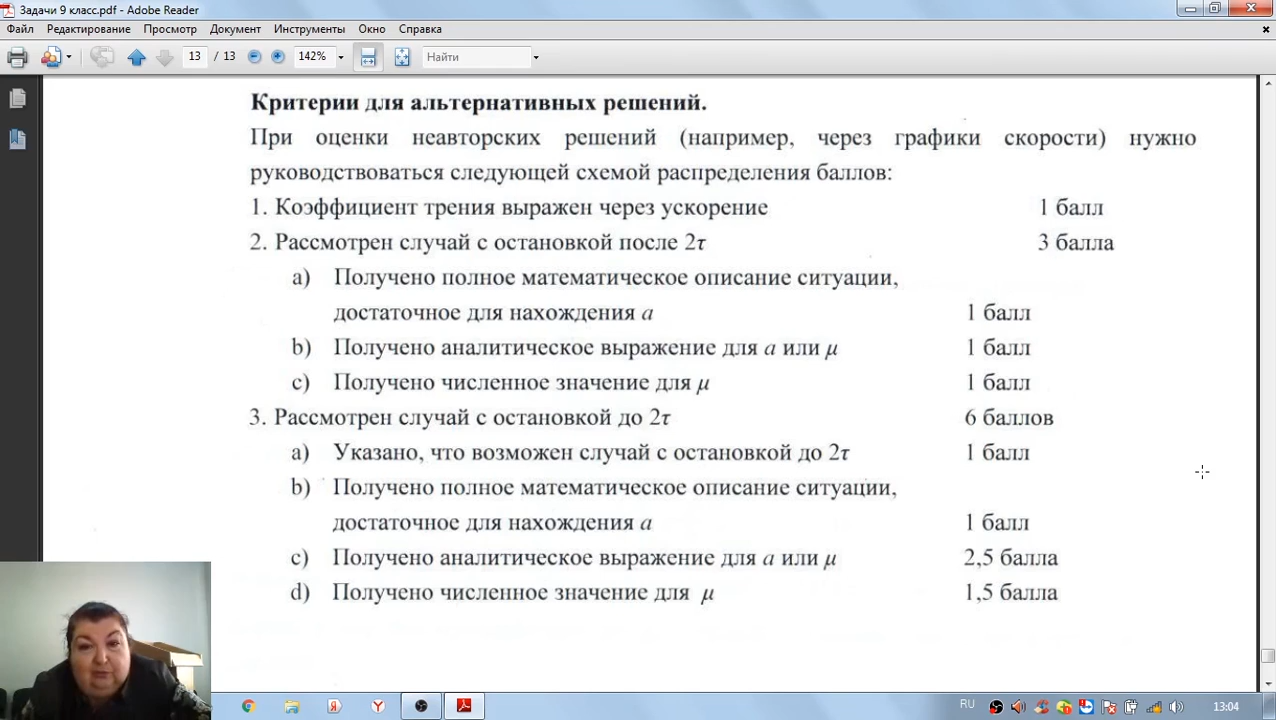 Задачи 9 класс.pdf - Adobe Reader
Файл Редактирование Просмотр Документ Инструменты Окно Справка
13 / 13 142% Найти
Критерии для альтернативных решений.
При оценки неавторских решений (например, через графики скорости) нужно
руководствоваться следующей схемой распределения баллов:
1. Коэффициент трения выражен через ускорение 1 балл
2. Рассмотрен случай с остановкой после 2τ 3 балла
a) Получено полное математическое описание ситуации,
достаточное для нахождения a 1 балл
b) Получено аналитическое выражение для a или μ 1 балл
c) Получено численное значение для μ 1 балл
3. Рассмотрен случай с остановкой до 2τ 6 баллов
a) Указано, что возможен случай с остановкой до 2τ 1 балл
b) Получено полное математическое описание ситуации,
достаточное для нахождения a 1 балл
c) Получено аналитическое выражение для a или μ 2,5 балла
d) Получено численное значение для μ 1,5 балла
RU 13:04